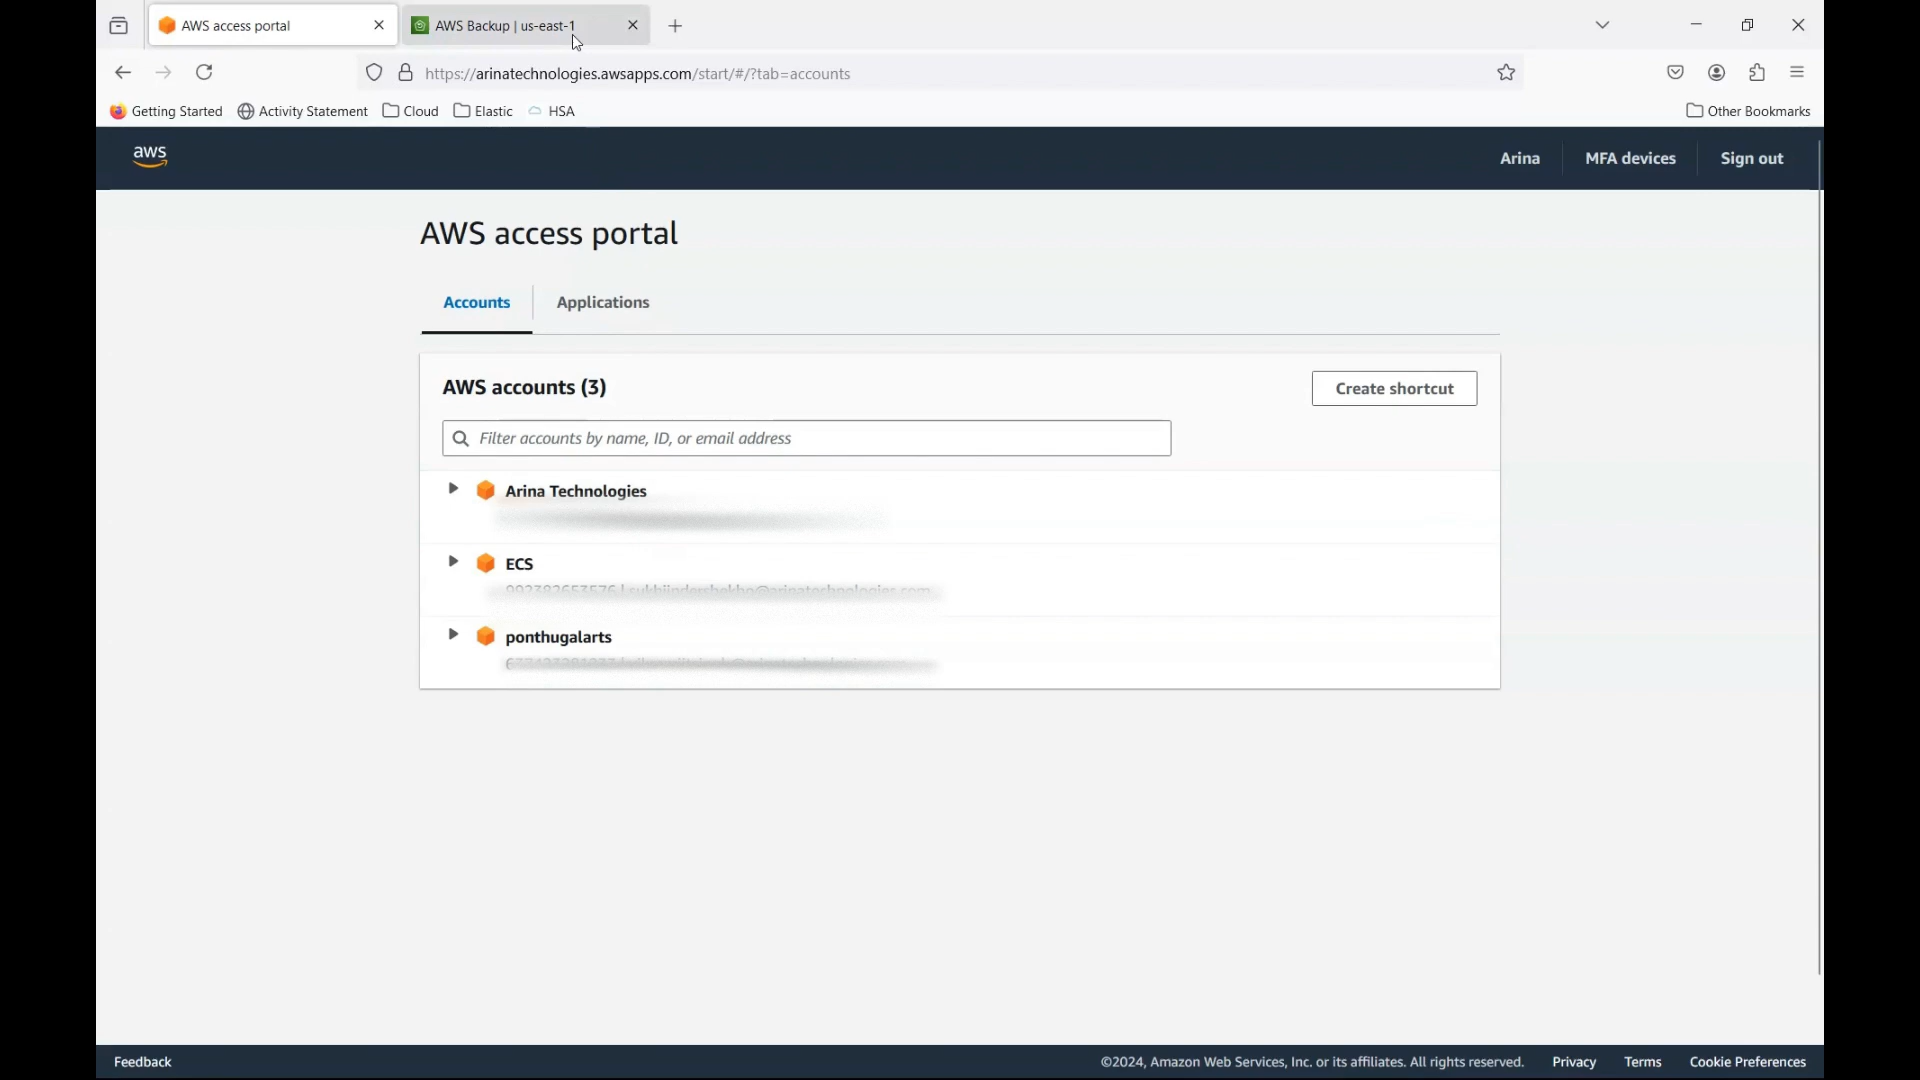 AWS access portal
AWS Backup | us-east-1
https://arinatechnologies.awsapps.com/start/#/?tab=accounts
Getting Started
Activity Statement
Cloud
Elastic
HSA
Other Bookmarks
aws
Arina
MFA devices
Sign out
AWS access portal
Accounts
Applications
AWS accounts (3)
Create shortcut
Filter accounts by name, ID, or email address
Arina Technologies
ECS
ponthugalarts
Feedback
©2024, Amazon Web Services, Inc. or its affiliates. All rights reserved.
Privacy
Terms
Cookie Preferences